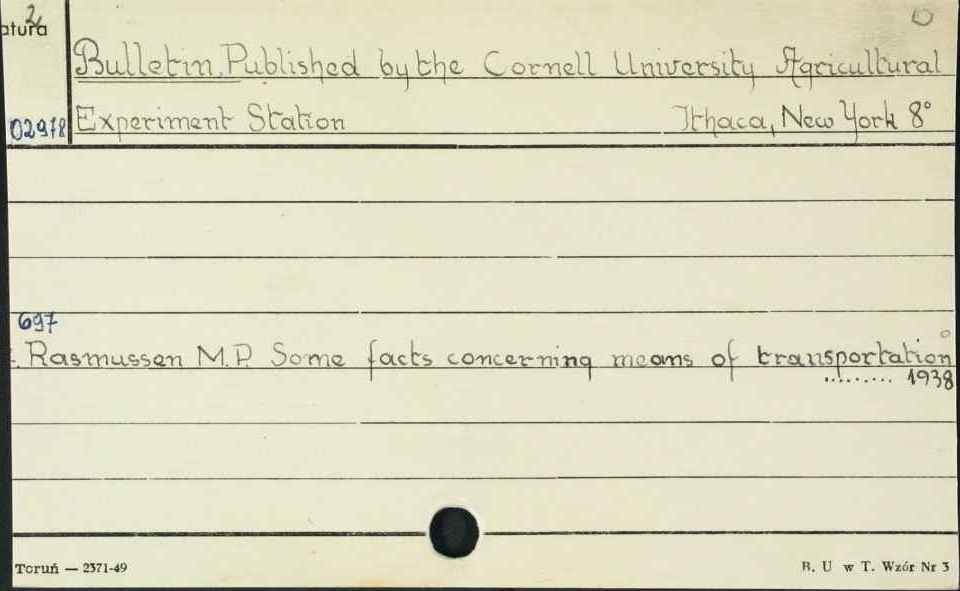 2
atura
Bulletin. Published by the Cornell University Agricultural
02978 Experiment Station Ithaca, New York 8°
697
Rasmussen M.P. Some facts concerning means of transportation
......... 1938
Toruń — 2371-49 B. U w T. Wzór Nr 3